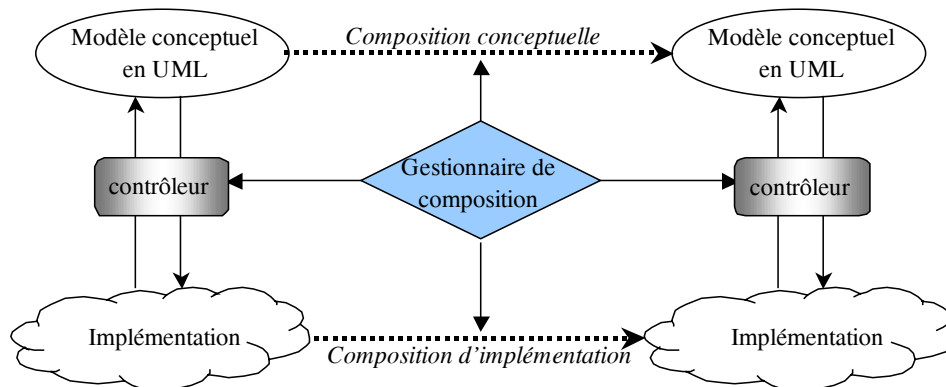 Modèle conceptuel
en UML
Composition conceptuelle
Modèle conceptuel
en UML
contrôleur
Gestionnaire de
composition
contrôleur
Implémentation
Composition d'implémentation
Implémentation